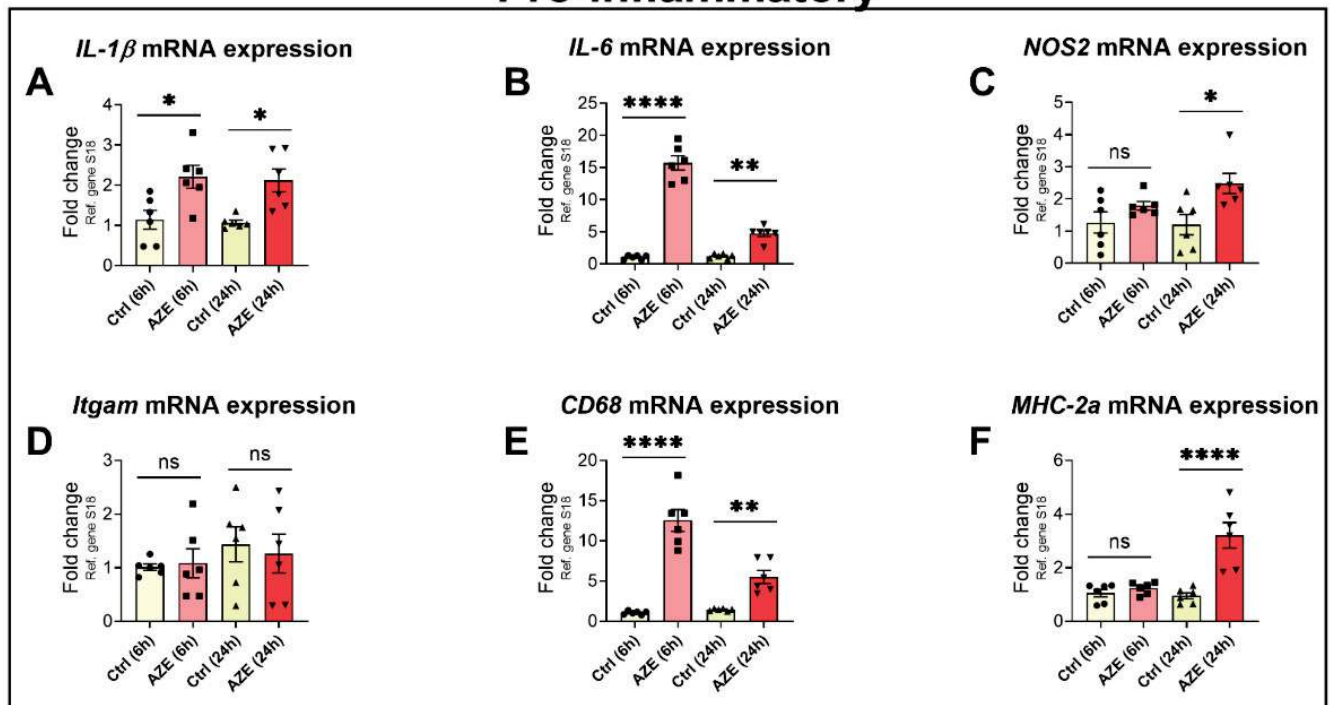 Pro-inflammatory
IL-1β mRNA expression
A
Fold change
Ref. gene S18
4
3
2
1
0
*
*
Ctrl (6h)
AZE (6h)
Ctrl (24h)
AZE (24h)
IL-6 mRNA expression
B
Fold change
Ref. gene S18
25
20
15
10
5
0
****
**
Ctrl (6h)
AZE (6h)
Ctrl (24h)
AZE (24h)
NOS2 mRNA expression
C
Fold change
Ref. gene S18
5
4
3
2
1
0
ns
*
Ctrl (6h)
AZE (6h)
Ctrl (24h)
AZE (24h)
Itgam mRNA expression
D
Fold change
Ref. gene S18
3
2
1
0
ns
ns
Ctrl (6h)
AZE (6h)
Ctrl (24h)
AZE (24h)
CD68 mRNA expression
E
Fold change
Ref. gene S18
20
15
10
5
0
****
**
Ctrl (6h)
AZE (6h)
Ctrl (24h)
AZE (24h)
MHC-2a mRNA expression
F
Fold change
Ref. gene S18
6
4
2
0
ns
****
Ctrl (6h)
AZE (6h)
Ctrl (24h)
AZE (24h)